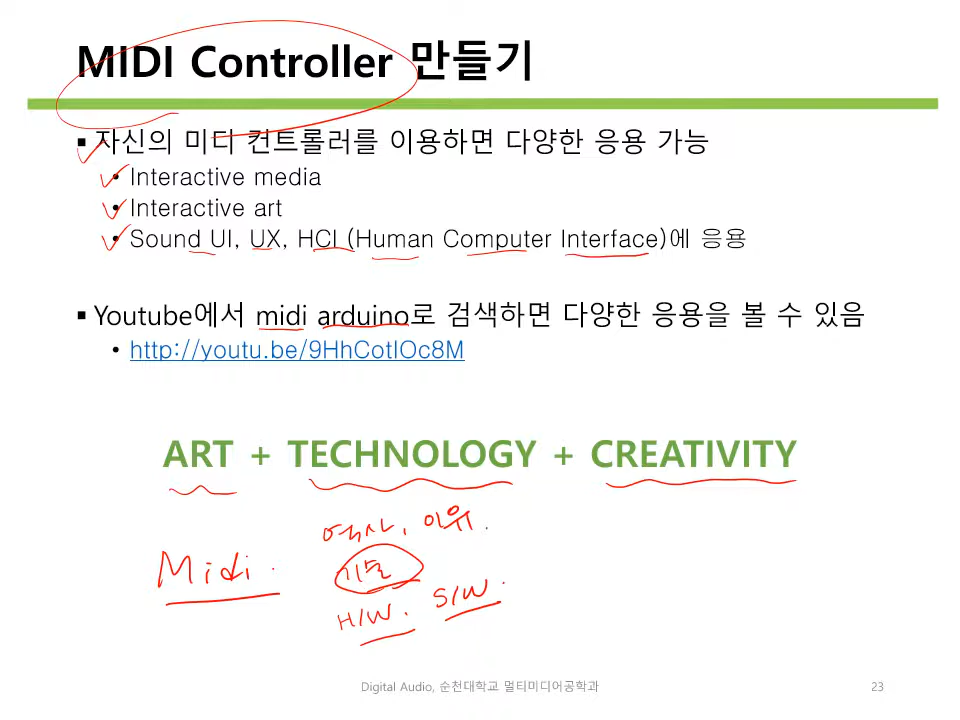 MIDI Controller 만들기
▪ 자신의 미디 컨트롤러를 이용하면 다양한 응용 가능
• Interactive media
• Interactive art
• Sound UI, UX, HCI (Human Computer Interface)에 응용
▪ Youtube에서 midi arduino로 검색하면 다양한 응용을 볼 수 있음
• http://youtu.be/9HhCotIOc8M
ART + TECHNOLOGY + CREATIVITY
역사, 이유.
Midi.
기술
H/W. S/W.
Digital Audio, 순천대학교 멀티미디어공학과
23